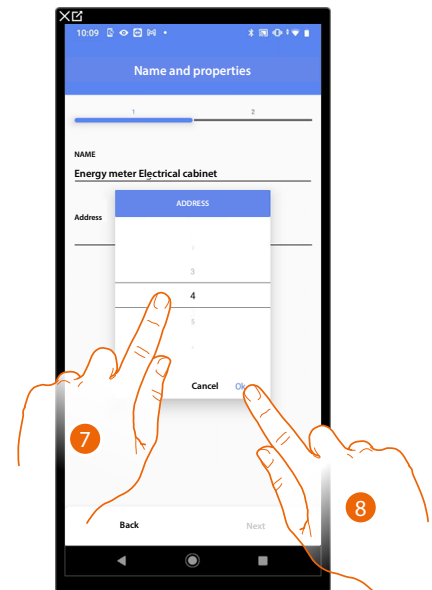 10:09
Name and properties
1 2
NAME
Energy meter Electrical cabinet
ADDRESS
Address
3
4
5
Cancel Ok
7
8
Back Next